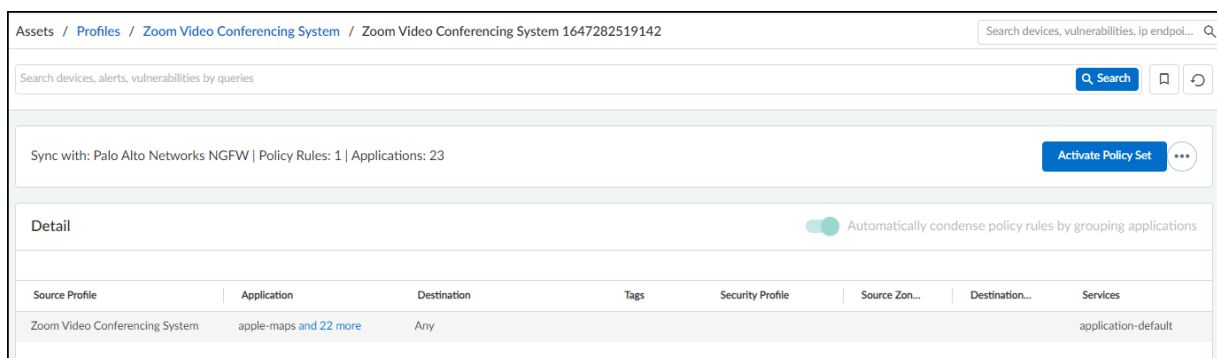 Assets / Profiles / Zoom Video Conferencing System / Zoom Video Conferencing System 1647282519142
Search devices, vulnerabilities, ip endpoi...
Search devices, alerts, vulnerabilities by queries
Search
Sync with: Palo Alto Networks NGFW | Policy Rules: 1 | Applications: 23
Activate Policy Set
Detail
Automatically condense policy rules by grouping applications
Source Profile Application Destination Tags Security Profile Source Zon... Destination... Services
Zoom Video Conferencing System apple-maps and 22 more Any application-default